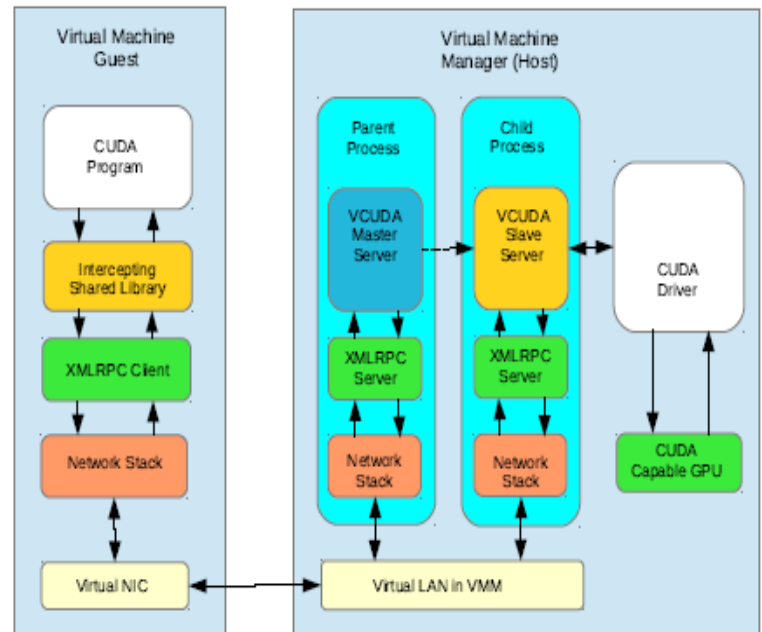 Virtual Machine
Guest
CUDA
Program
Intercepting
Shared Library
XMLRPC Client
Network Stack
Virtual NIC
Virtual Machine
Manager (Host)
Parent
Process
VCUDA
Master
Server
XMLRPC
Server
Network
Stack
Child
Process
VCUDA
Slave
Server
XMLRPC
Server
Network
Stack
CUDA
Driver
CUDA
Capable GPU
Virtual LAN in VMM